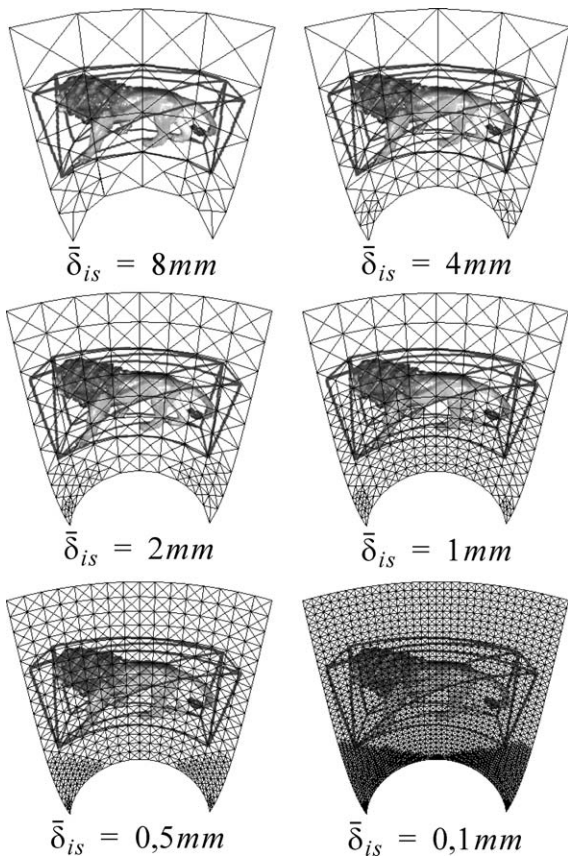 δ̄is = 8mm
δ̄is = 4mm
δ̄is = 2mm
δ̄is = 1mm
δ̄is = 0,5mm
δ̄is = 0,1mm